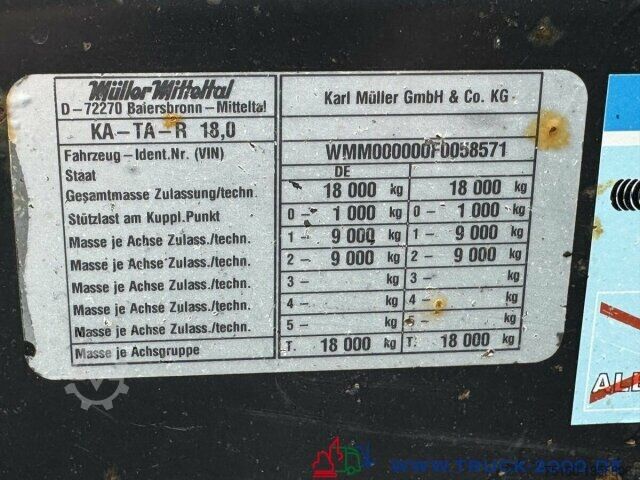 Müller Mitteltal
D-72270 Baiersbronn-Mitteltal
Karl Müller GmbH & Co. KG
KA-TA-R 18,0
Fahrzeug-Ident.Nr. (VIN) WMM000000F0058571
Staat DE
Gesamtmasse Zulassung/techn. 18 000 kg 18 000 kg
Stützlast am Kuppl.Punkt 0- 1 000 kg 0- 1 000 kg
Masse je Achse Zulass./techn. 1- 9 000 kg 1- 9 000 kg
Masse je Achse Zulass./techn. 2- 9 000 kg 2- 9 000 kg
Masse je Achse Zulass./techn. 3- kg 3- kg
Masse je Achse Zulass./techn. 4- kg 4- kg
Masse je Achse Zulass./techn. 5- kg 5- kg
Masse je Achsgruppe T. 18 000 kg T. 18 000 kg
WWW.TRUCK-2000.DE